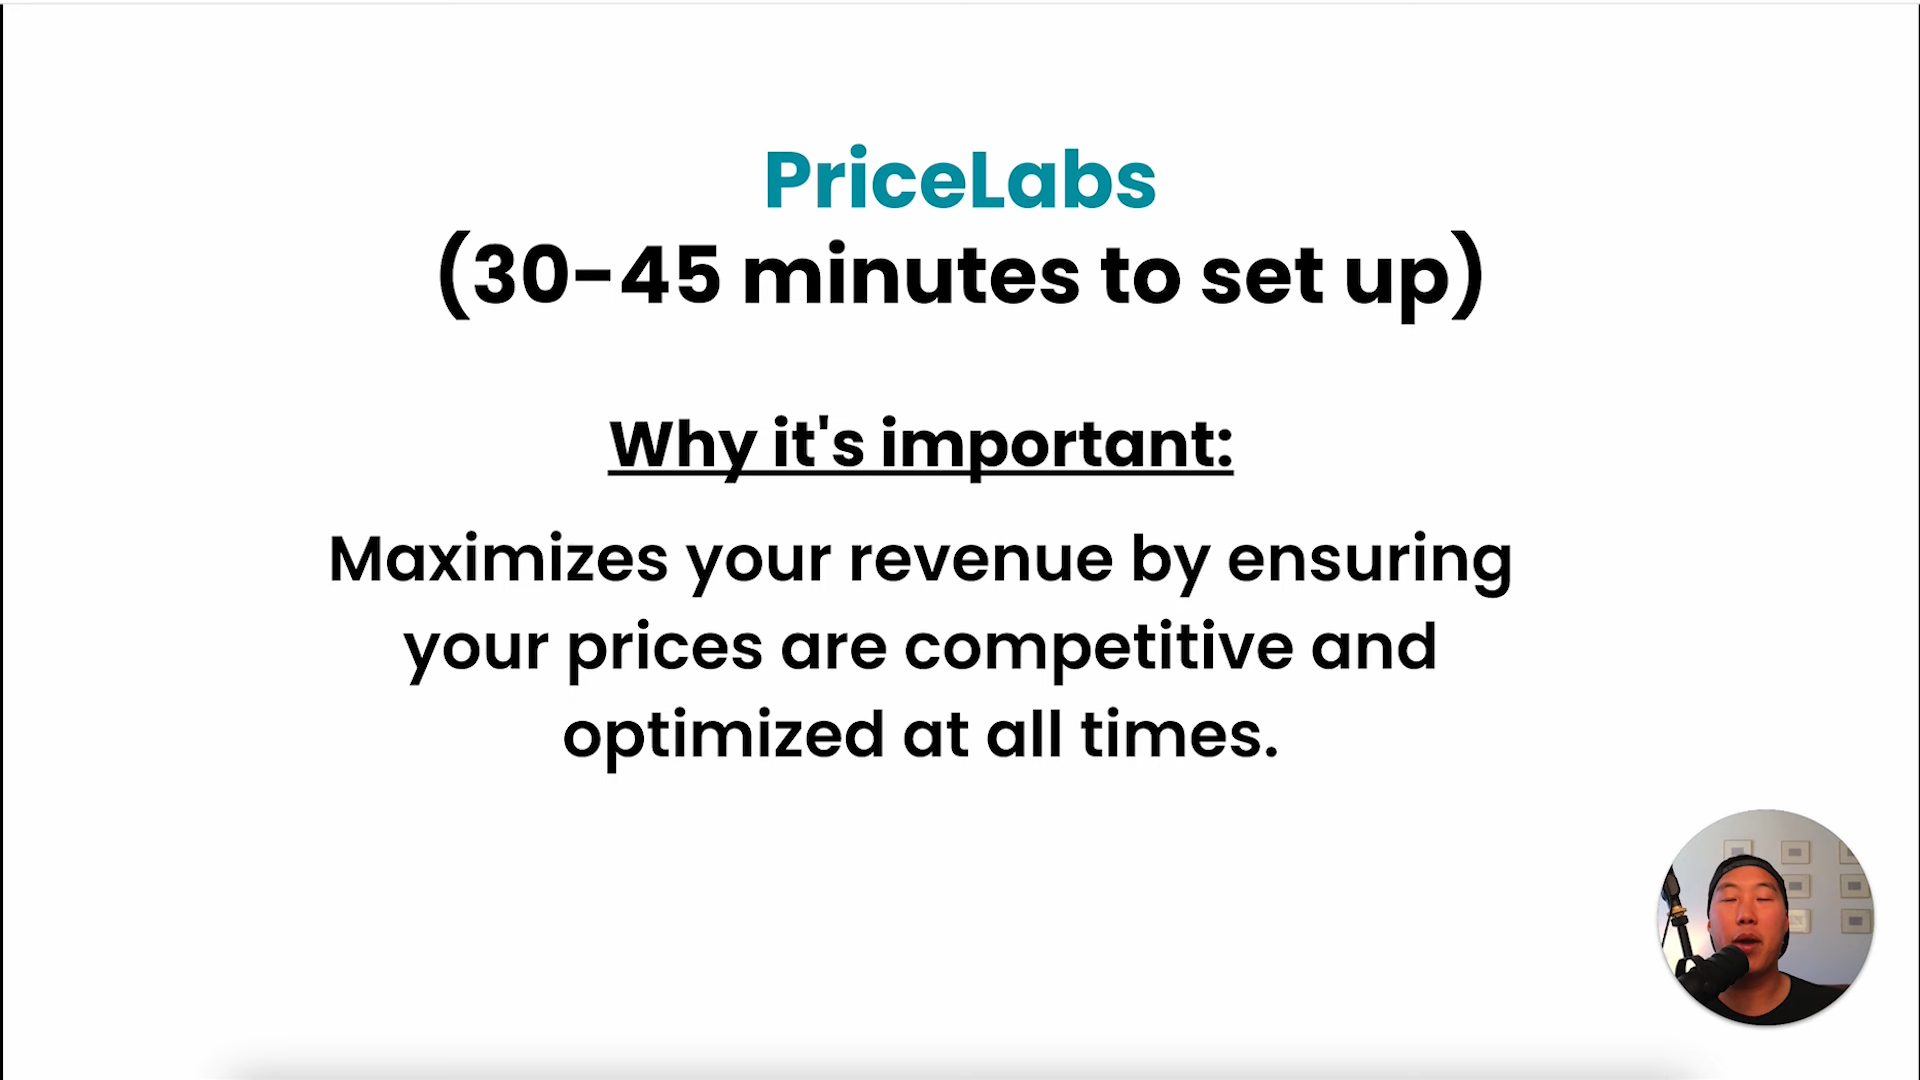 PriceLabs
(30-45 minutes to set up)
Why it's important:
Maximizes your revenue by ensuring
your prices are competitive and
optimized at all times.